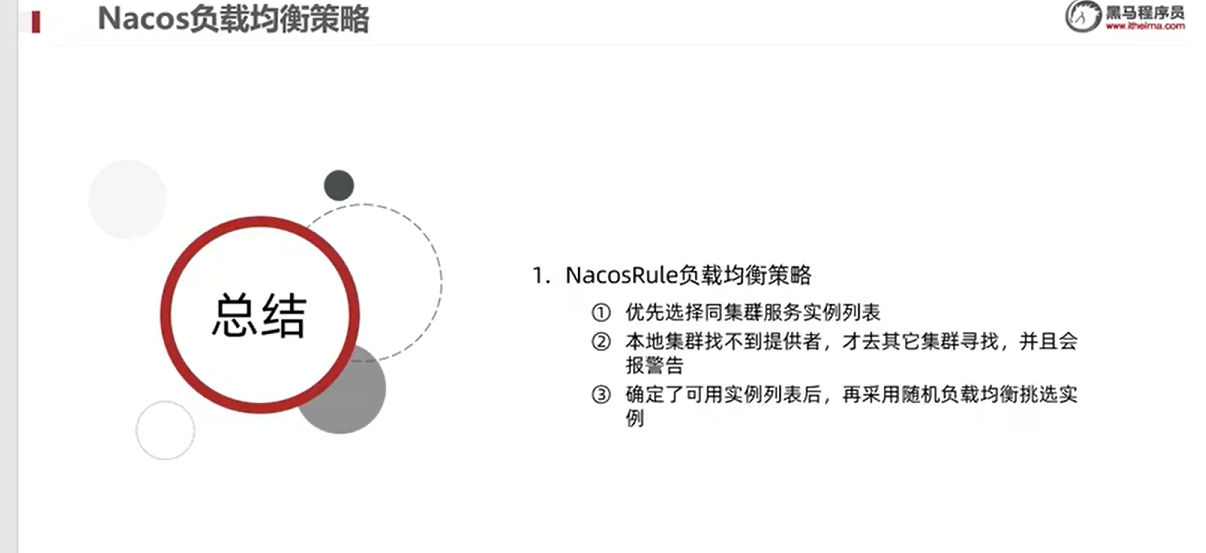 Nacos负载均衡策略
黑马程序员
www.itheima.com
总结
1. NacosRule负载均衡策略
① 优先选择同集群服务实例列表
② 本地集群找不到提供者，才去其它集群寻找，并且会
报警告
③ 确定了可用实例列表后，再采用随机负载均衡挑选实
例